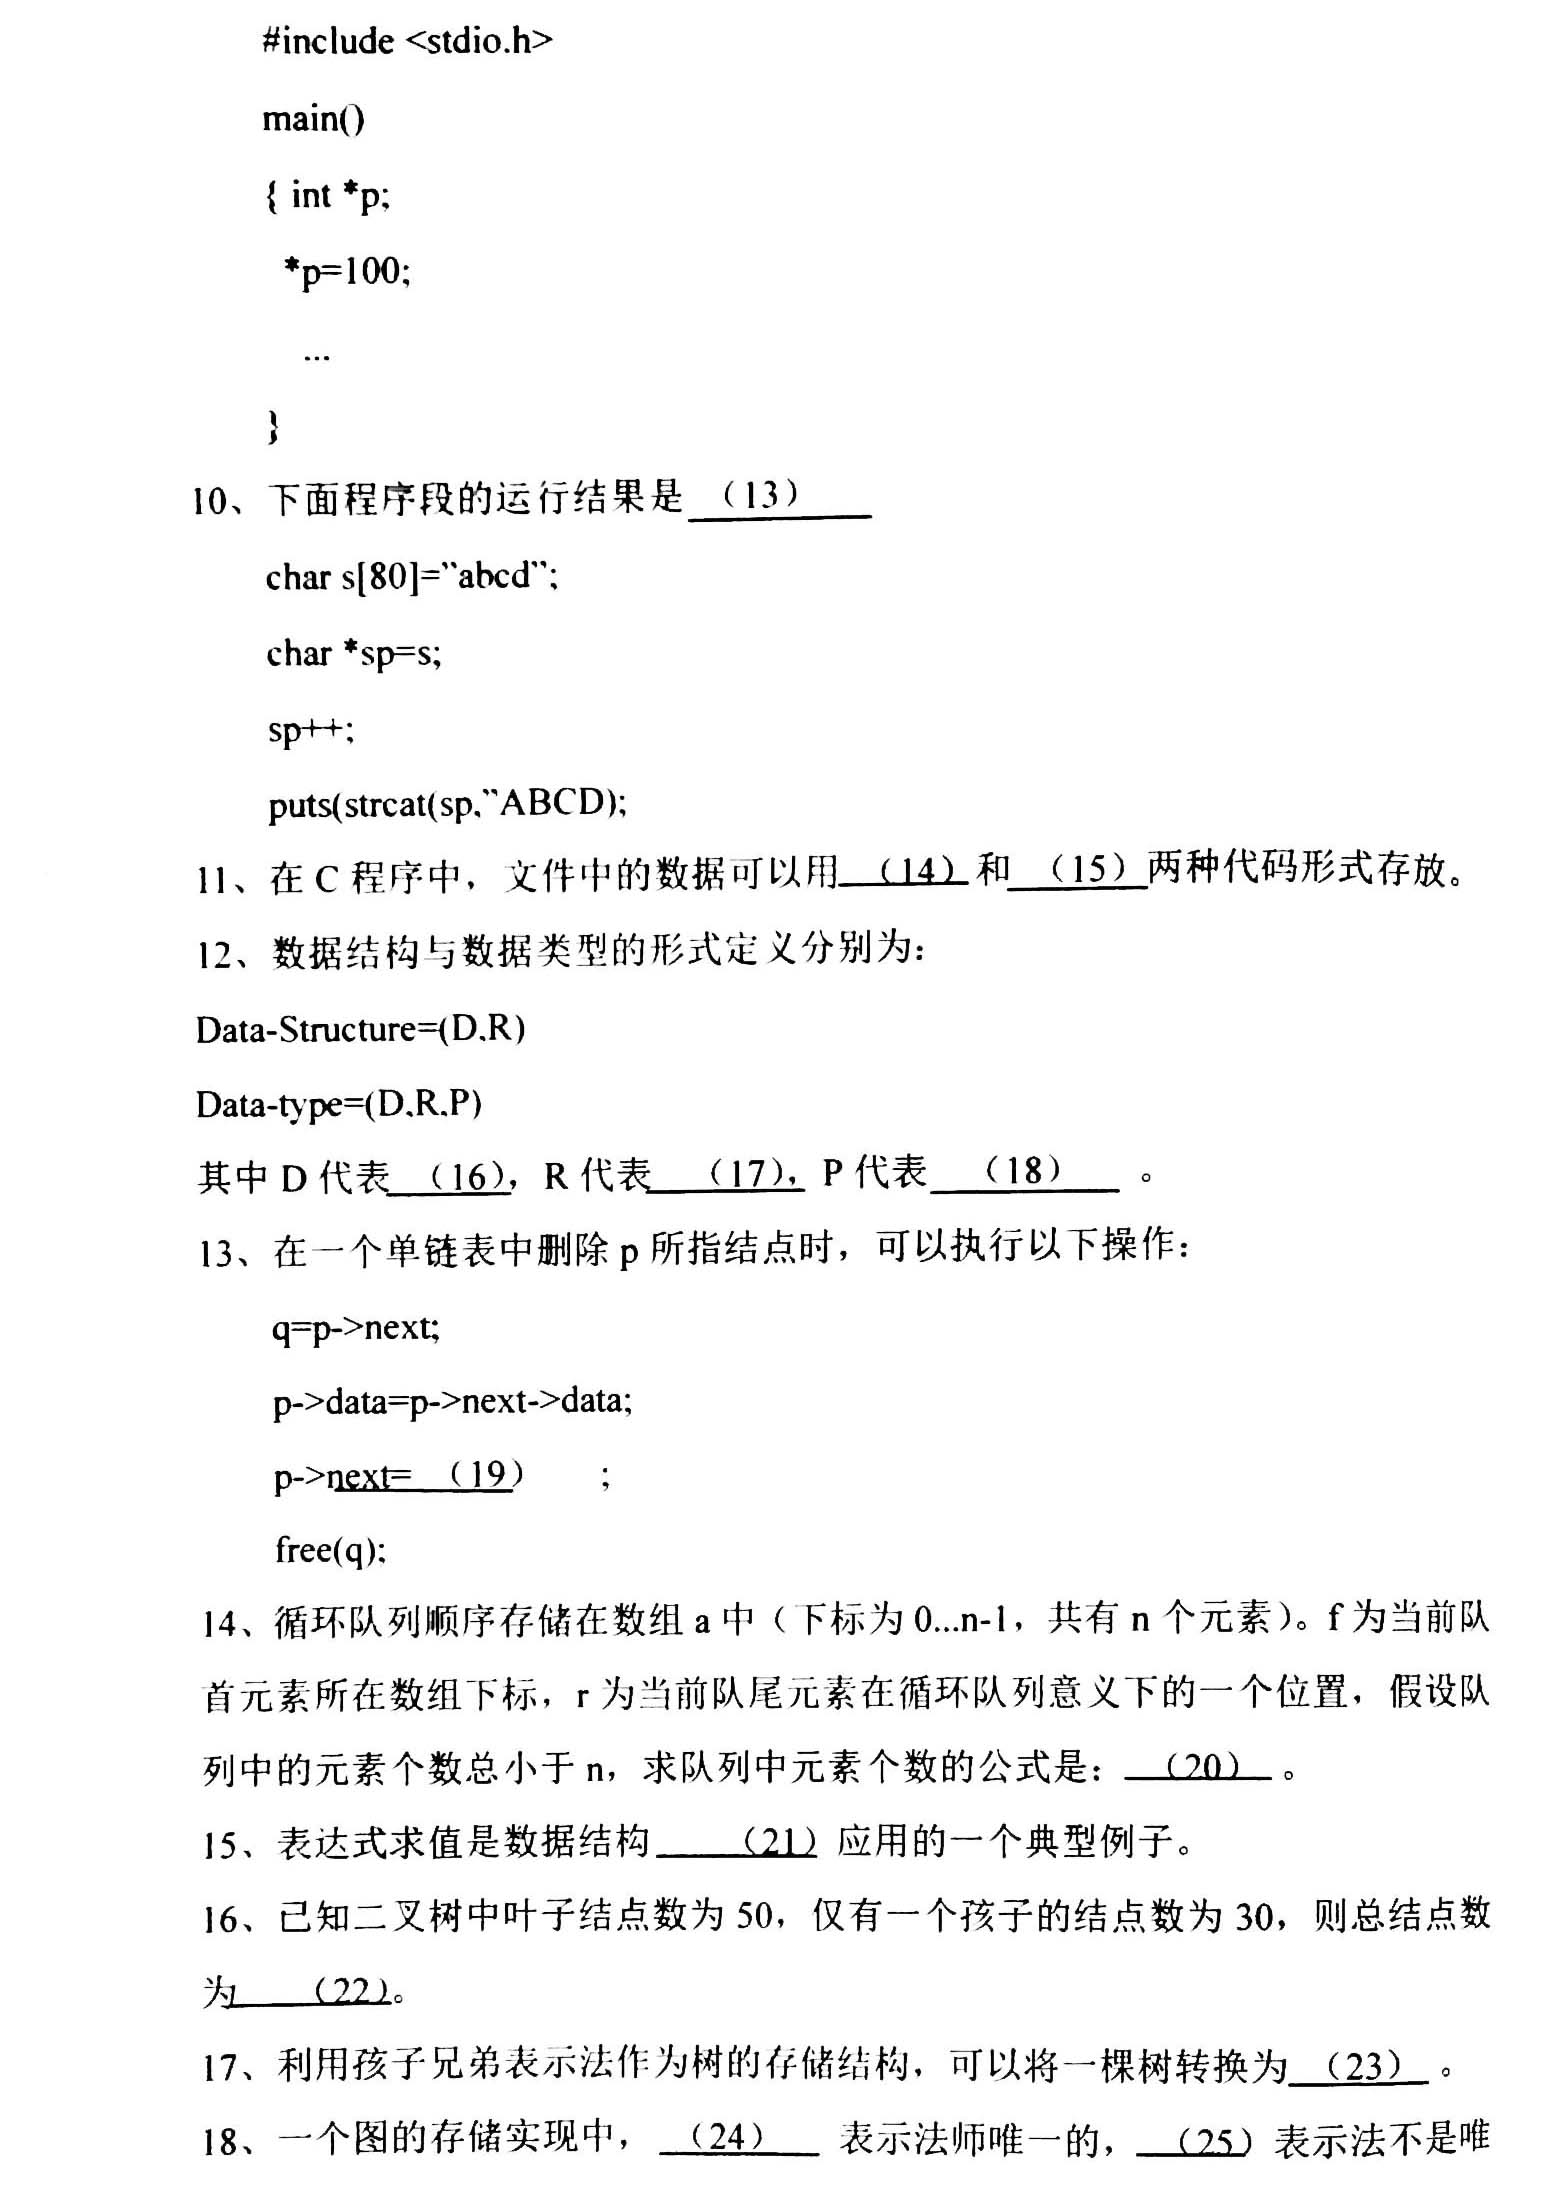 #include <stdio.h>
main()
{ int *p;
*p=100;
...
}
10、下面程序段的运行结果是 （13）
char s[80]=”abcd”;
char *sp=s;
sp++;
puts(strcat(sp,”ABCD);
11、在 C 程序中，文件中的数据可以用 （14） 和 （15） 两种代码形式存放。
12、数据结构与数据类型的形式定义分别为：
Data-Structure=(D,R)
Data-type=(D,R,P)
其中 D 代表 （16）， R 代表 （17）， P 代表 （18） 。
13、在一个单链表中删除 p 所指结点时，可以执行以下操作：
q=p->next;
p->data=p->next->data;
p->next= （19） ;
free(q);
14、循环队列顺序存储在数组 a 中（下标为 0...n-1，共有 n 个元素）。f 为当前队
首元素所在数组下标，r 为当前队尾元素在循环队列意义下的一个位置，假设队
列中的元素个数总小于 n，求队列中元素个数的公式是： （20） 。
15、表达式求值是数据结构 （21） 应用的一个典型例子。
16、已知二叉树中叶子结点数为 50，仅有一个孩子的结点数为 30，则总结点数
为 （22）。
17、利用孩子兄弟表示法作为树的存储结构，可以将一棵树转换为 （23） 。
18、一个图的存储实现中， （24） 表示法师唯一的， （25） 表示法不是唯